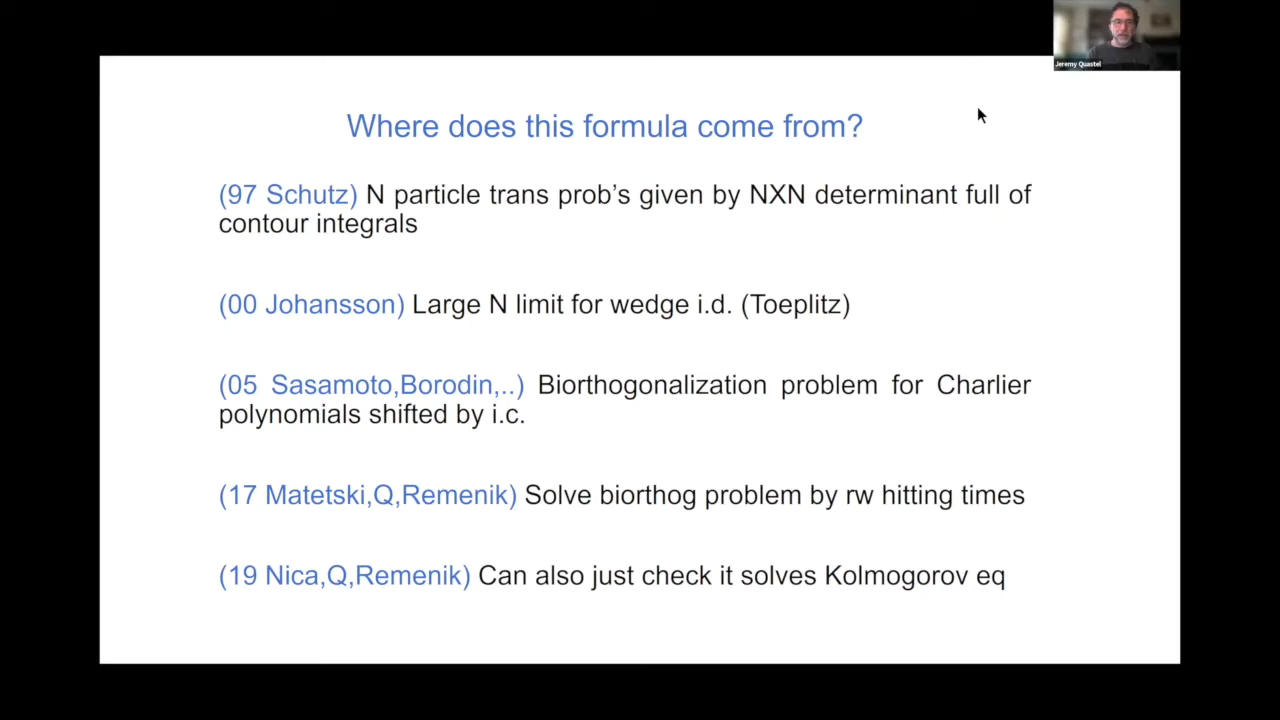 Jeremy Quastel
Where does this formula come from?
(97 Schutz) N particle trans prob's given by NXN determinant full of
contour integrals
(00 Johansson) Large N limit for wedge i.d. (Toeplitz)
(05 Sasamoto,Borodin,..) Biorthogonalization problem for Charlier
polynomials shifted by i.c.
(17 Matetski,Q,Remenik) Solve biorthog problem by rw hitting times
(19 Nica,Q,Remenik) Can also just check it solves Kolmogorov eq